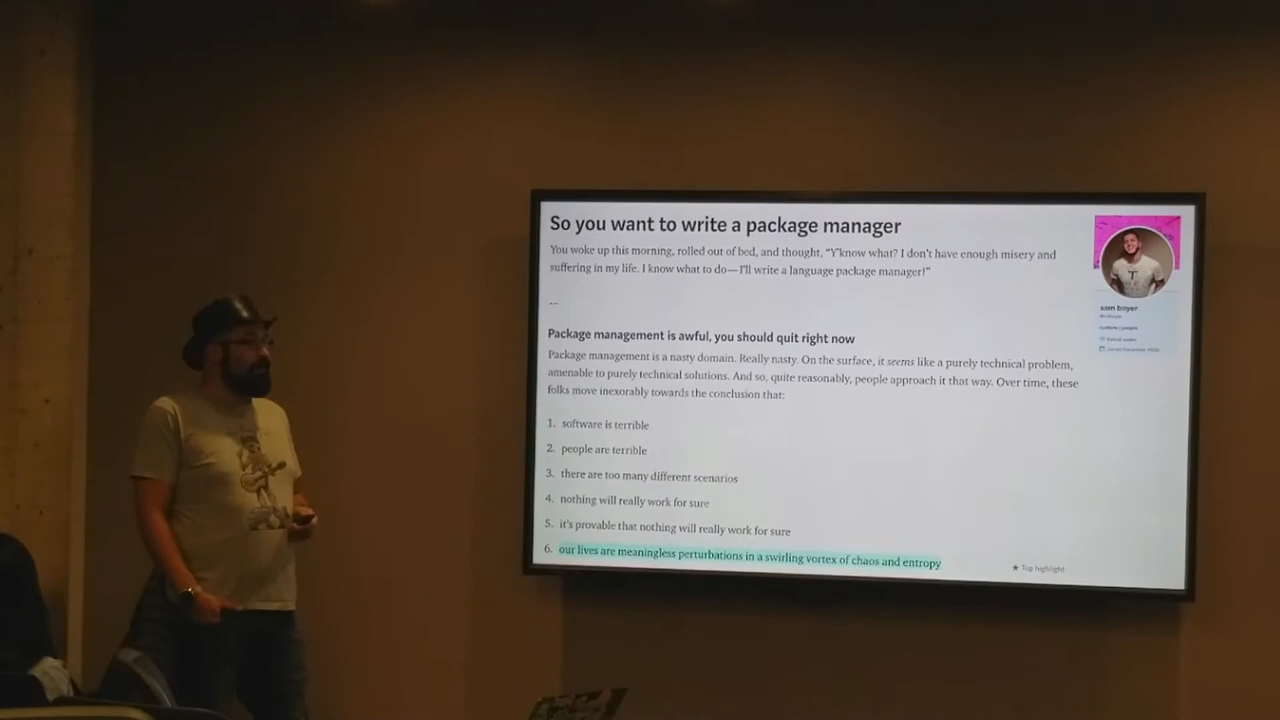 So you want to write a package manager
You woke up this morning, rolled out of bed, and thought, “Y’know what? I don’t have enough misery and
suffering in my life. I know what to do—I’ll write a language package manager!”
...
Package management is awful, you should quit right now
Package management is a nasty domain. Really nasty. On the surface, it seems like a purely technical problem,
amenable to purely technical solutions. And so, quite reasonably, people approach it that way. Over time, these
folks move inexorably towards the conclusion that:
1. software is terrible
2. people are terrible
3. there are too many different scenarios
4. nothing will really work for sure
5. it’s provable that nothing will really work for sure
6. our lives are meaningless perturbations in a swirling vortex of chaos and entropy
★ Top highlight
sam boyer